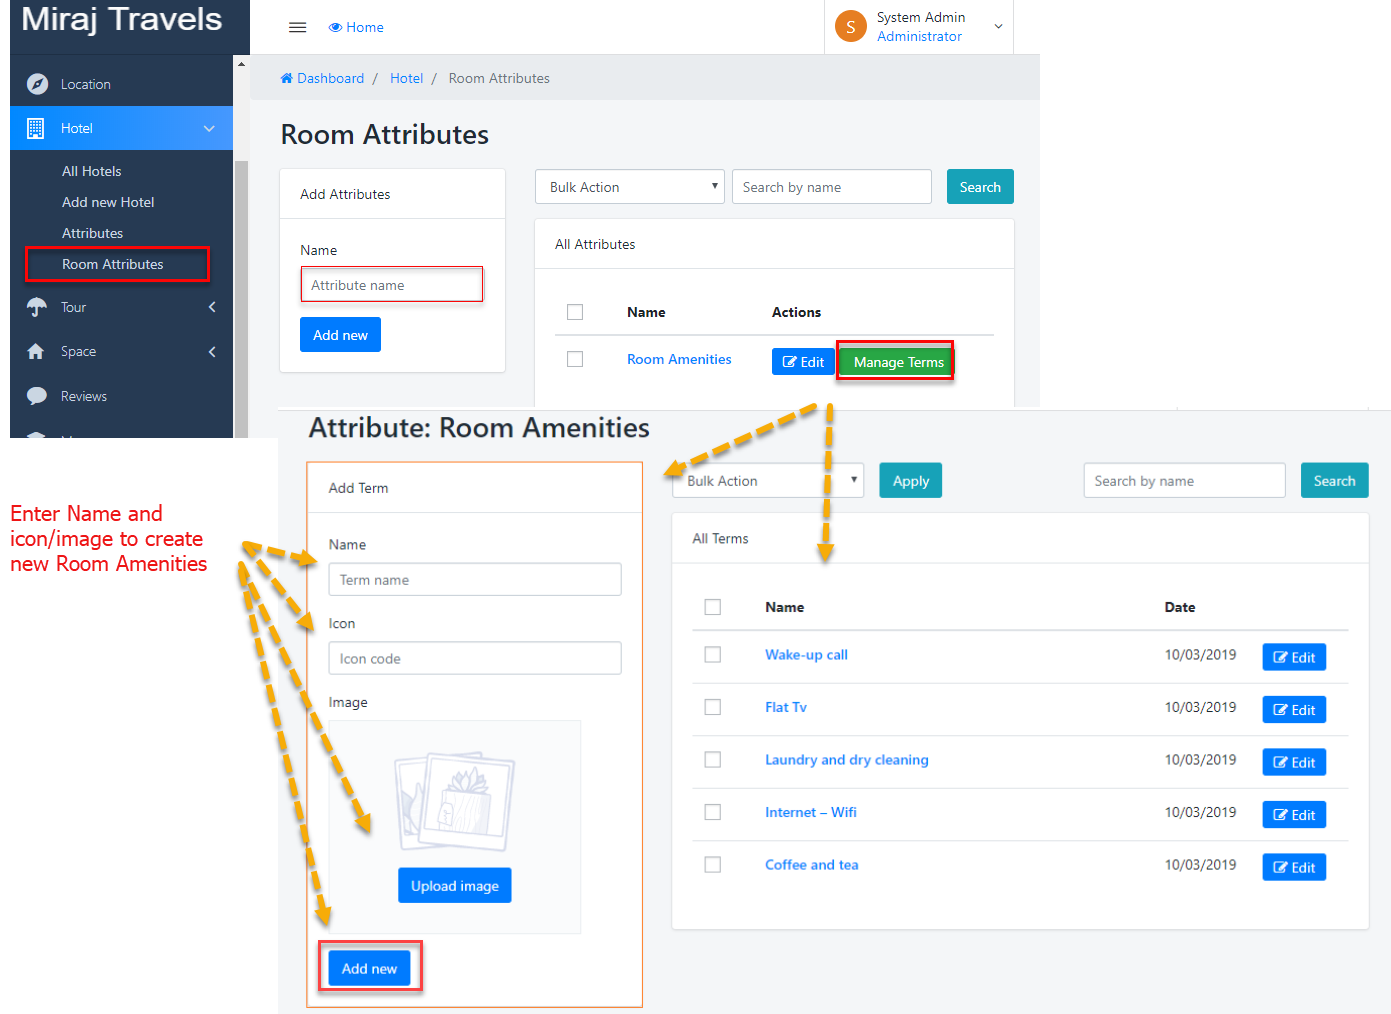 Miraj Travels
Home
S
System Admin
Administrator
Location
Hotel
All Hotels
Add new Hotel
Attributes
Room Attributes
Tour
Space
Reviews
Dashboard / Hotel / Room Attributes
Room Attributes
Add Attributes
Name
Attribute name
Add new
Bulk Action
Search by name
Search
All Attributes
Name Actions
Room Amenities Edit Manage Terms
Attribute: Room Amenities
Enter Name and
icon/image to create
new Room Amenities
Add Term
Name
Term name
Icon
Icon code
Image
Upload image
Add new
Bulk Action
Apply
Search by name
Search
All Terms
Name Date
Wake-up call 10/03/2019 Edit
Flat Tv 10/03/2019 Edit
Laundry and dry cleaning 10/03/2019 Edit
Internet – Wifi 10/03/2019 Edit
Coffee and tea 10/03/2019 Edit